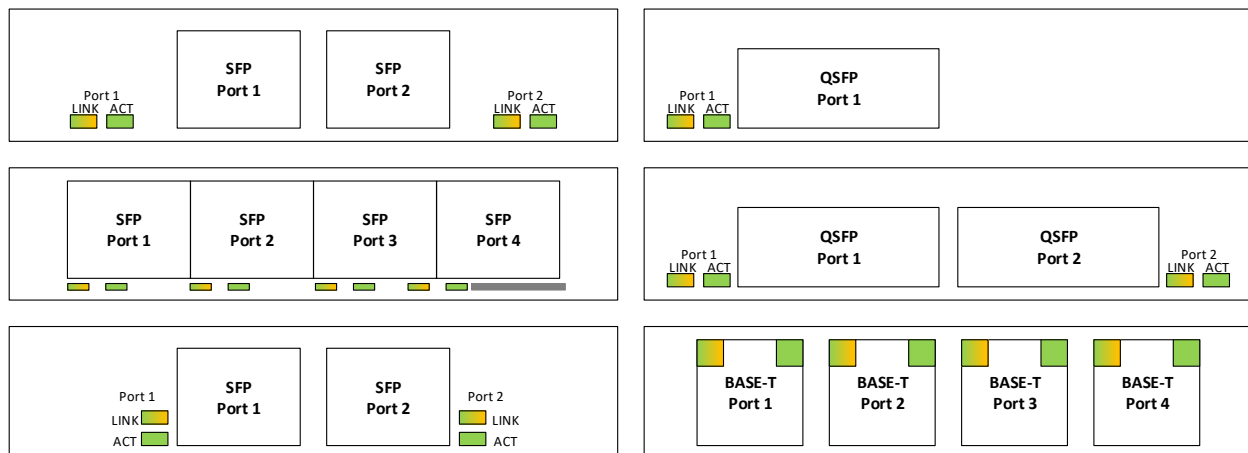 SFP
Port 1
SFP
Port 2
Port 1
LINK ACT
Port 2
LINK ACT
QSFP
Port 1
Port 1
LINK ACT
SFP
Port 1
SFP
Port 2
SFP
Port 3
SFP
Port 4
QSFP
Port 1
QSFP
Port 2
Port 1
LINK ACT
Port 2
LINK ACT
SFP
Port 1
SFP
Port 2
Port 1
LINK
ACT
Port 2
LINK
ACT
BASE-T
Port 1
BASE-T
Port 2
BASE-T
Port 3
BASE-T
Port 4